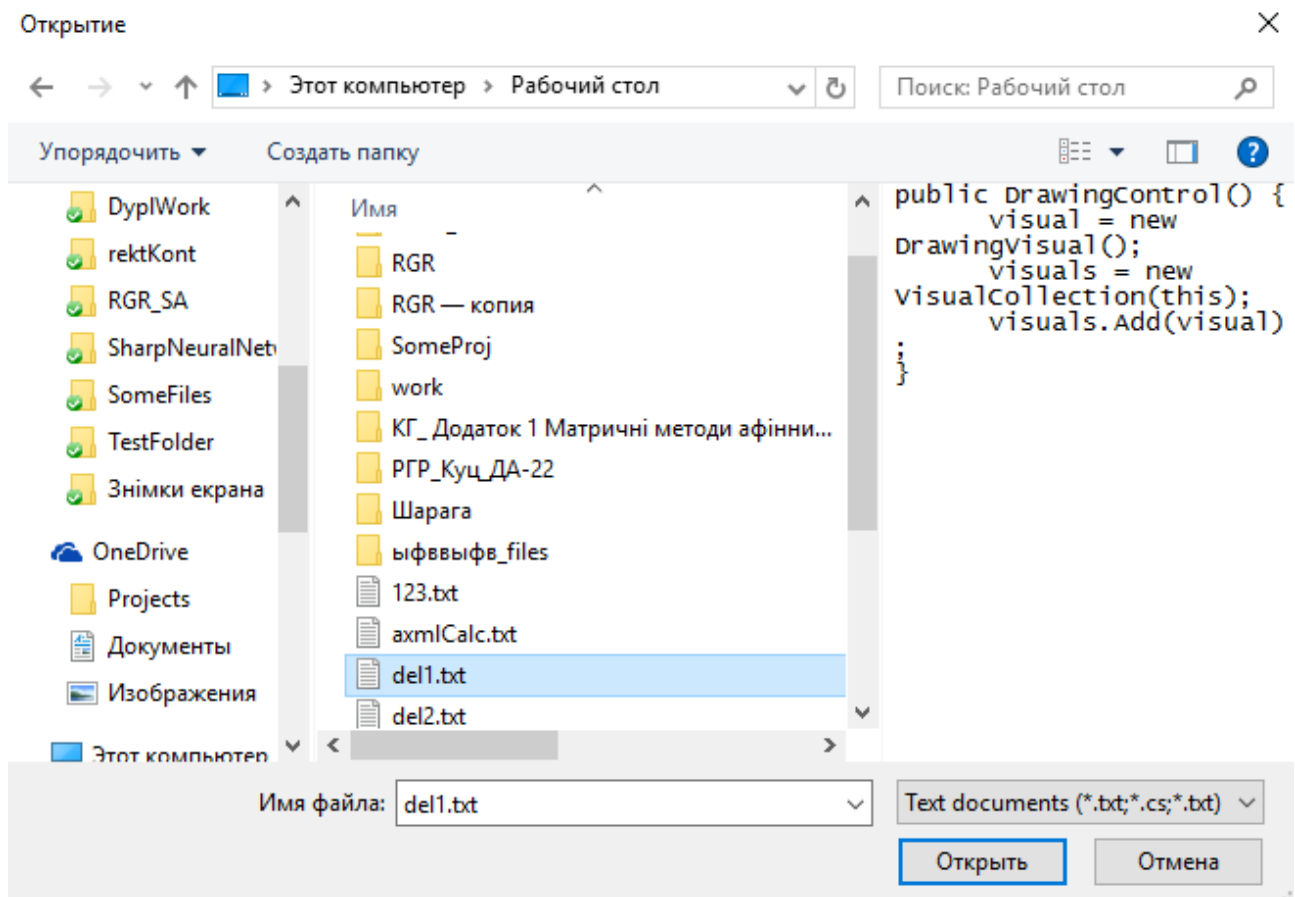 Открытие
Этот компьютер > Рабочий стол
Поиск: Рабочий стол
Упорядочить
Создать папку
DyplWork
rektKont
RGR_SA
SharpNeuralNetw
SomeFiles
TestFolder
Знімки екрана
OneDrive
Projects
Документы
Изображения
Этот компьютер
Имя
RGR
RGR — копия
SomeProj
work
КГ_ Додаток 1 Матричні методи афінни...
РГР_Куц_ДА-22
Шарага
ыфввыфв_files
123.txt
axmlCalc.txt
del1.txt
del2.txt
public DrawingControl() {
visual = new
DrawingVisual();
visuals = new
VisualCollection(this);
visuals.Add(visual)
;
}
Имя файла:
del1.txt
Text documents (*.txt;*.cs;*.txt)
Открыть
Отмена